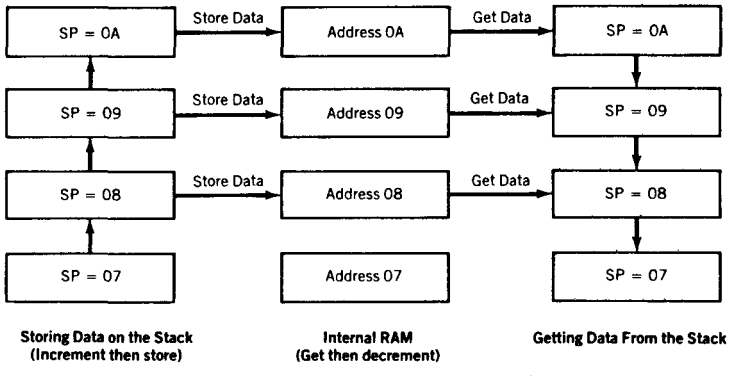 SP = 0A
Store Data
Address 0A
Get Data
SP = 0A
SP = 09
Store Data
Address 09
Get Data
SP = 09
SP = 08
Store Data
Address 08
Get Data
SP = 08
SP = 07
Address 07
SP = 07
Storing Data on the Stack
(Increment then store)
Internal RAM
(Get then decrement)
Getting Data From the Stack